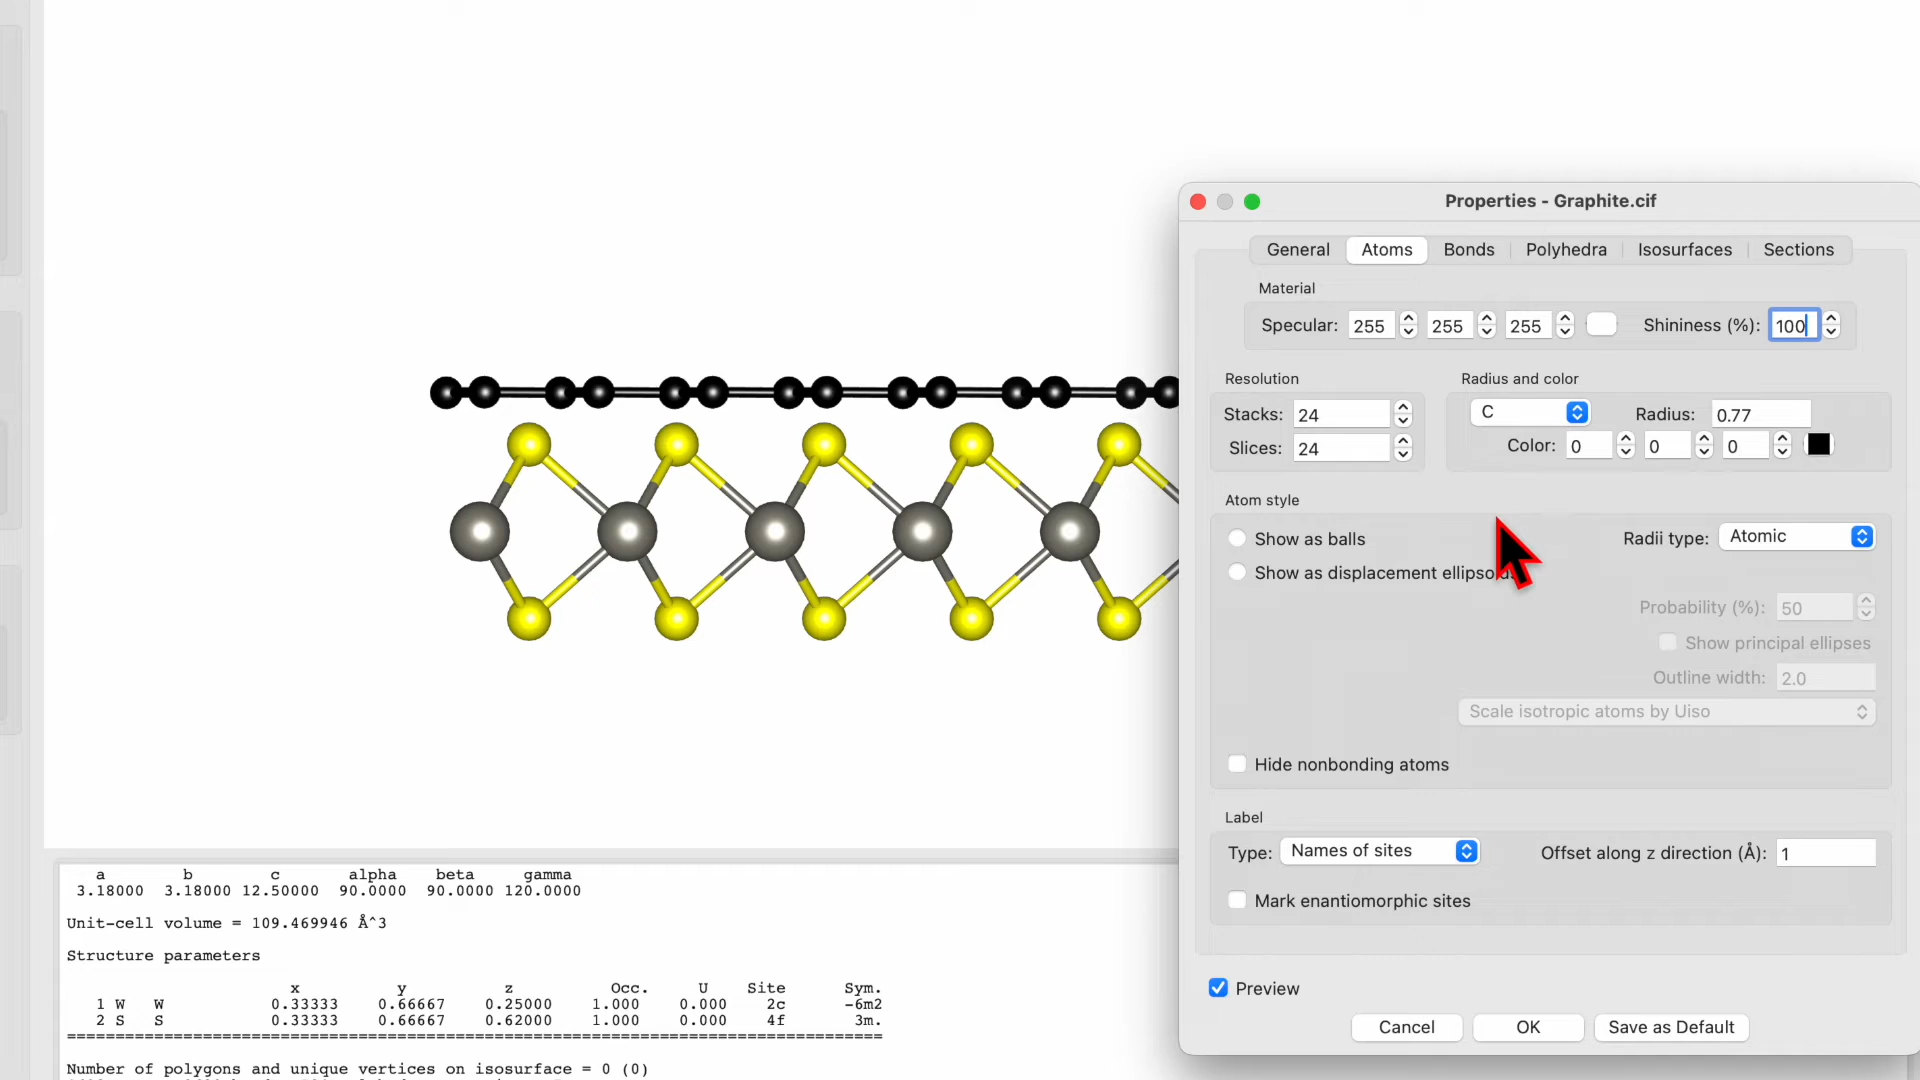 Properties - Graphite.cif
General Atoms Bonds Polyhedra Isosurfaces Sections
Material
Specular: 255 255 255 Shininess (%): 100
Resolution Radius and color
Stacks: 24 C Radius: 0.77
Slices: 24 Color: 0 0 0
Atom style
Show as balls Radii type: Atomic
Show as displacement ellipsoids
Probability (%): 50
Show principal ellipses
Outline width: 2.0
Scale isotropic atoms by Uiso
Hide nonbonding atoms
Label
Type: Names of sites Offset along z direction (Å): 1
Mark enantiomorphic sites
Preview
Cancel OK Save as Default
a b c alpha beta gamma
3.18000 3.18000 12.50000 90.0000 90.0000 120.0000
Unit-cell volume = 109.469946 Å^3
Structure parameters
x y z Occ. U Site Sym.
1 W W 0.33333 0.66667 0.25000 1.000 0.000 2c -6m2
2 S S 0.33333 0.66667 0.62000 1.000 0.000 4f 3m.
Number of polygons and unique vertices on isosurface = 0 (0)